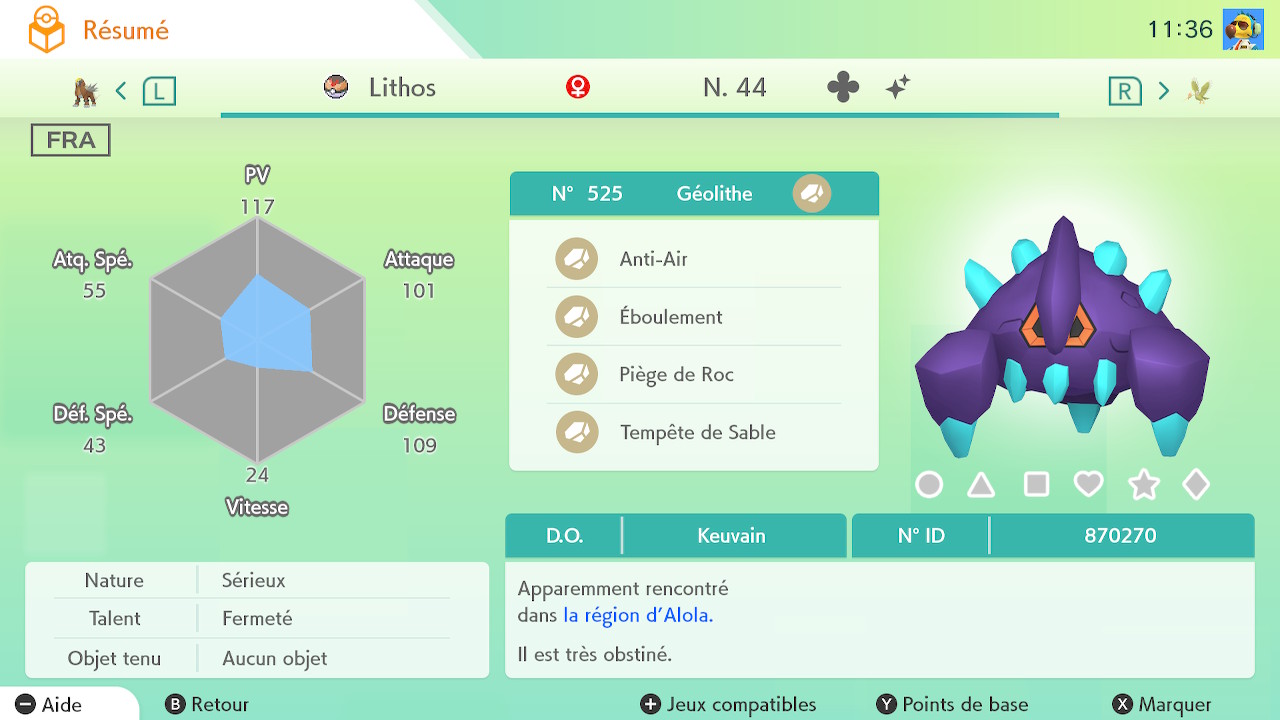 Résumé
11:36
L
Lithos
N. 44
R
FRA
PV
117
Atq. Spé.
55
Attaque
101
Déf. Spé.
43
Défense
109
24
Vitesse
N° 525 Géolithe
Anti-Air
Éboulement
Piège de Roc
Tempête de Sable
D.O. Keuvain
N° ID 870270
Nature Sérieux
Talent Fermeté
Objet tenu Aucun objet
Apparemment rencontré
dans la région d'Alola.
Il est très obstiné.
Aide
B Retour
Jeux compatibles
Y Points de base
X Marquer